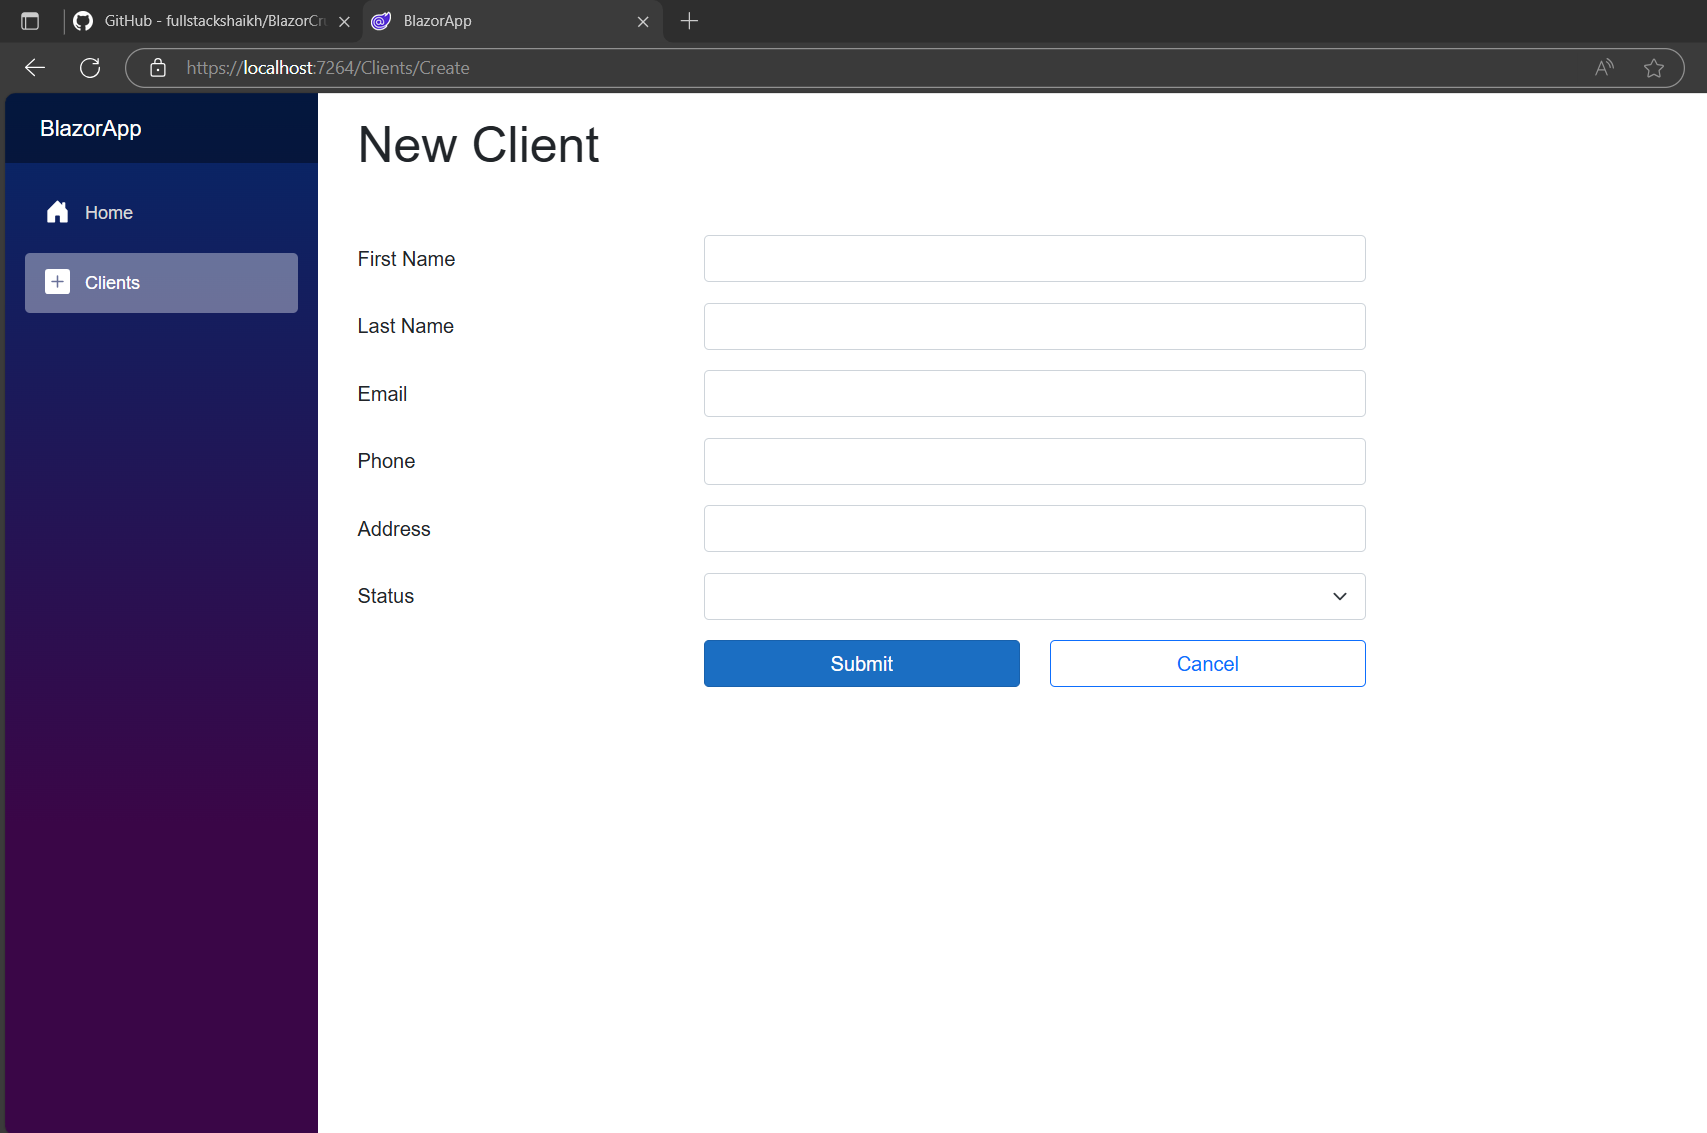 GitHub - fullstackshaikh/BlazorCr
BlazorApp
https://localhost:7264/Clients/Create
BlazorApp
Home
Clients
New Client
First Name
Last Name
Email
Phone
Address
Status
Submit
Cancel